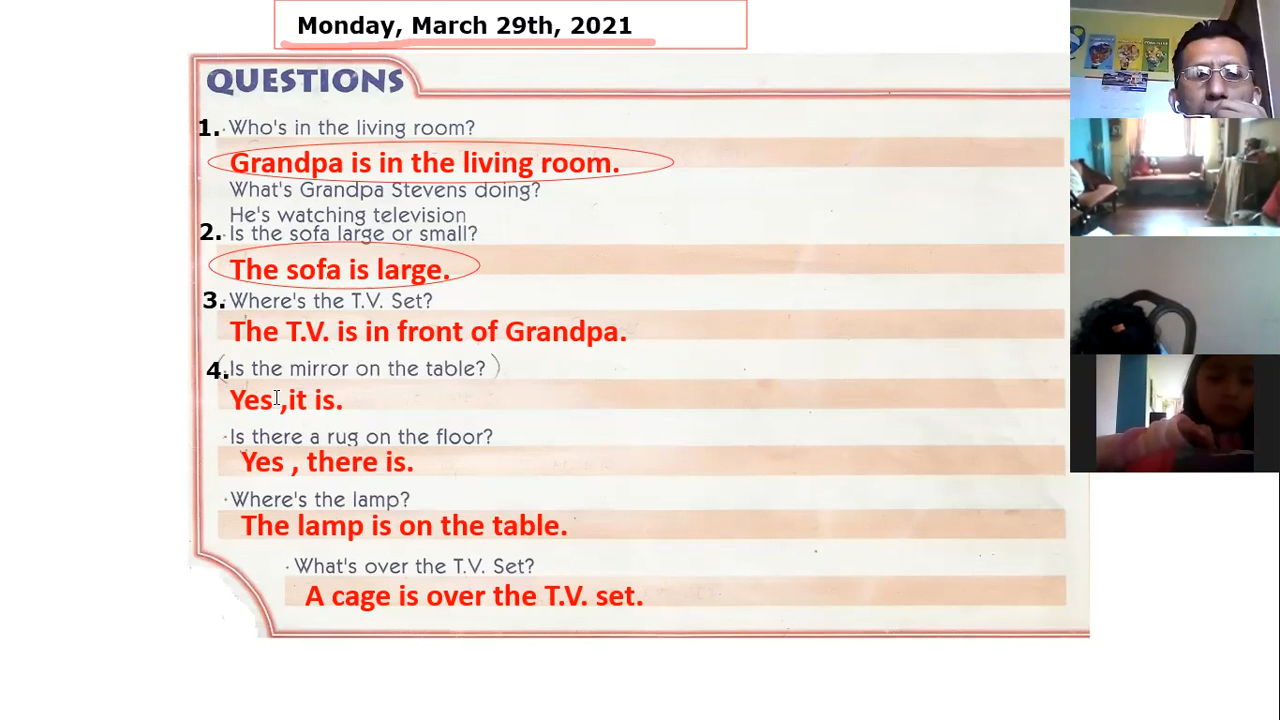 Monday, March 29th, 2021
QUESTIONS
1. · Who's in the living room?
Grandpa is in the living room.
What's Grandpa Stevens doing?
He's watching television
2. · Is the sofa large or small?
The sofa is large.
3. · Where's the T.V. Set?
The T.V. is in front of Grandpa.
4. (Is the mirror on the table?)
Yes ,it is.
· Is there a rug on the floor?
Yes , there is.
· Where's the lamp?
The lamp is on the table.
· What's over the T.V. Set?
A cage is over the T.V. set.